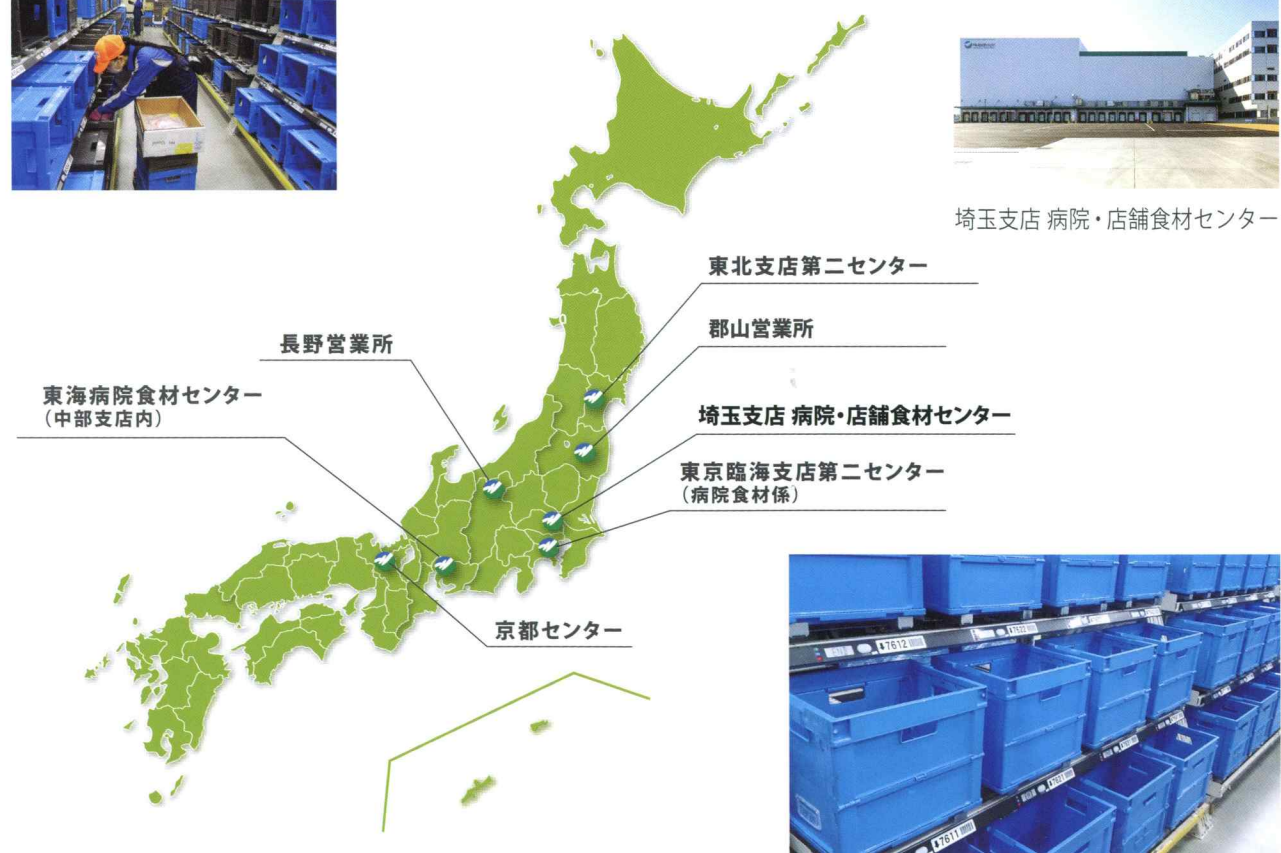 埼玉支店 病院・店舗食材センター
東北支店第二センター
郡山営業所
長野営業所
東海病院食材センター
(中部支店内)
埼玉支店 病院・店舗食材センター
東京臨海支店第二センター
(病院食材係)
京都センター
7612
7632
7621
7611